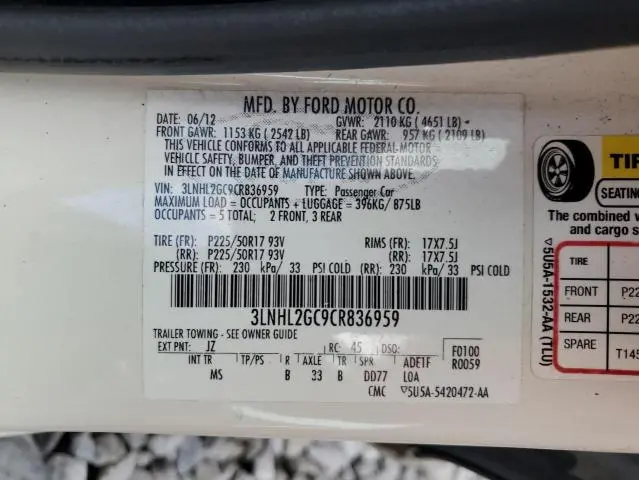 MFD. BY FORD MOTOR CO.
DATE: 06/12 GVWR: 2110 KG ( 4651 LB)
FRONT GAWR: 1153 KG ( 2542 LB) REAR GAWR: 957 KG ( 2109 LB)
THIS VEHICLE CONFORMS TO ALL APPLICABLE FEDERAL MOTOR
VEHICLE SAFETY, BUMPER, AND THEFT PREVENTION STANDARDS
IN EFFECT ON THE DATE OF MANUFACTURE SHOWN ABOVE.
VIN: 3LNHL2GC9CR836959 TYPE: Passenger Car
MAXIMUM LOAD = OCCUPANTS + LUGGAGE = 396KG/ 875LB
OCCUPANTS = 5 TOTAL; 2 FRONT, 3 REAR
TIRE (FR): P225/50R17 93V RIMS (FR): 17X7.5J
(RR): P225/50R17 93V (RR): 17X7.5J
PRESSURE (FR): 230 kPa/ 33 PSI COLD (RR): 230 kPa/ 33 PSI COLD
3LNHL2GC9CR836959
TRAILER TOWING - SEE OWNER GUIDE
EXT PNT: JZ RC: 45 DSO: F0100
INT TR TP/PS R AXLE TR SPR ADE1F R0059
MS B 33 B DD77 LOA
CMC ▽5U5A-5420472-AA
▽5U5A-1532-AA (TLU)
TIR
SEATING
The combined
and cargo s
TIRE
FRONT P22
REAR P22
SPARE T145